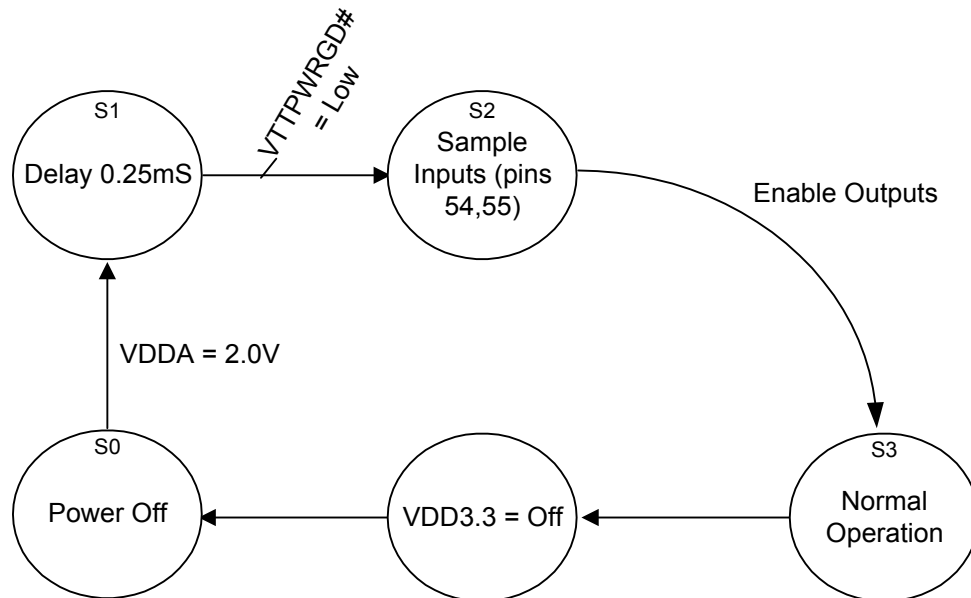 VTTPWRGD#
= Low
S1
Delay 0.25mS
S2
Sample
Inputs (pins
54,55)
Enable Outputs
VDDA = 2.0V
S0
Power Off
VDD3.3 = Off
S3
Normal
Operation